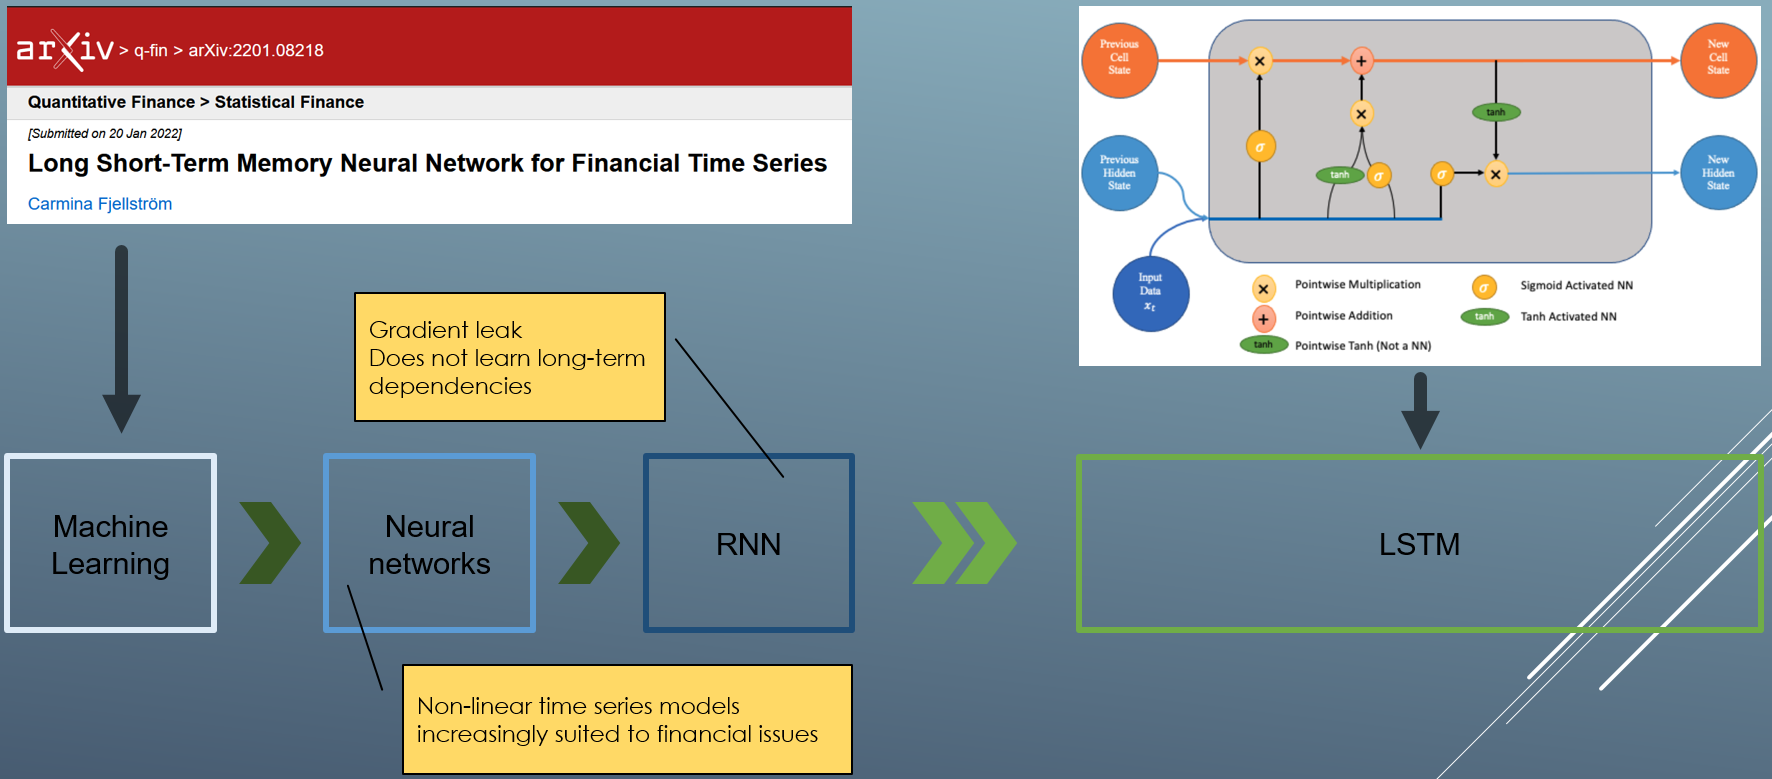 arXiv > q-fin > arXiv:2201.08218
Quantitative Finance > Statistical Finance
[Submitted on 20 Jan 2022]
Long Short-Term Memory Neural Network for Financial Time Series
Carmina Fjellström
Previous
Cell
State
×
+
New
Cell
State
tanh
Previous
Hidden
State
σ
×
tanh
σ
σ
×
New
Hidden
State
Input
Data
xₜ
× Pointwise Multiplication
σ Sigmoid Activated NN
+ Pointwise Addition
tanh Tanh Activated NN
tanh Pointwise Tanh (Not a NN)
Gradient leak
Does not learn long-term
dependencies
Machine
Learning
Neural
networks
RNN
LSTM
Non-linear time series models
increasingly suited to financial issues